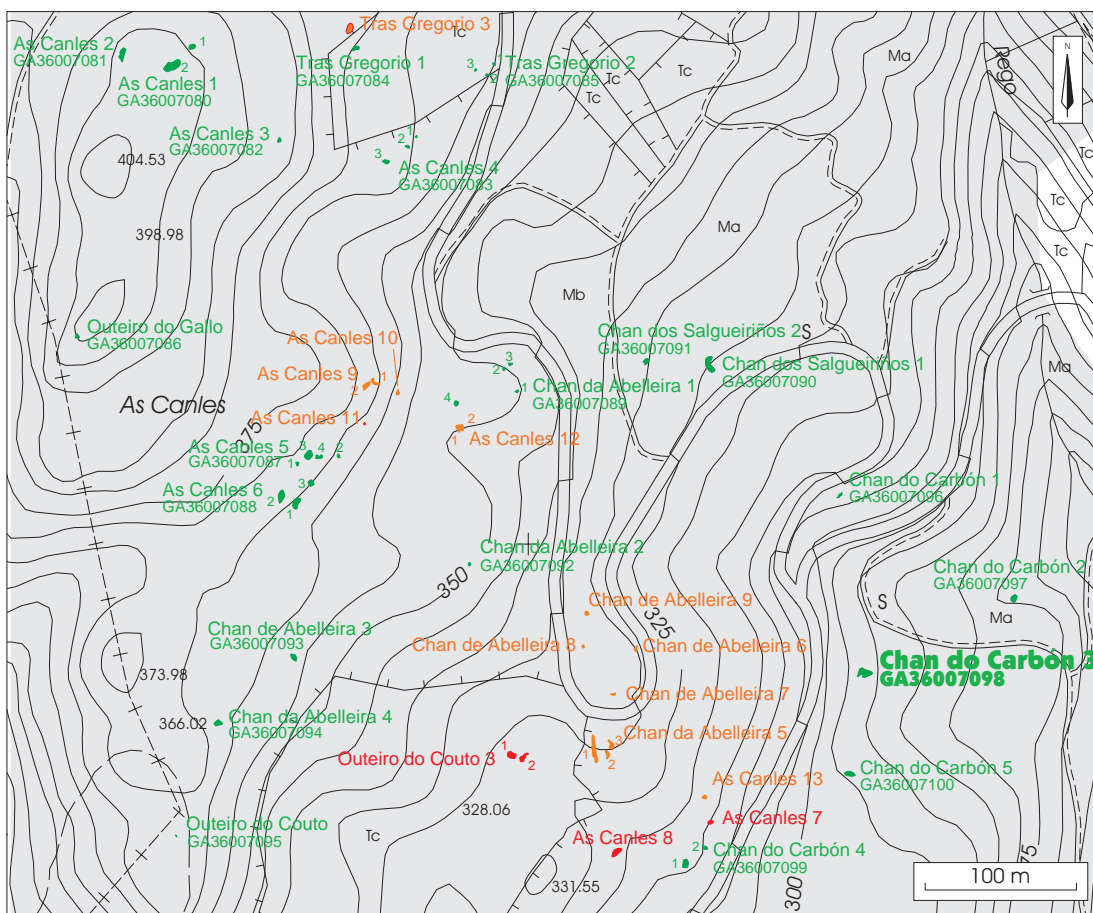 Tras Gregorio 3
Tc
As Canles 2
GA36007081
1
2
As Canles 1
GA36007080
Tras Gregorio 1
GA36007084
3
1
2
Tras Gregorio 2
GA36007085
Tc
Tc
Tc
Ma
rego
N
As Canles 3
GA36007082
1
2
3
As Canles 4
GA36007083
404.53
Tc
Tc
Tc
398.98
Ma
Mb
Outeiro do Gallo
GA36007086
As Canles 10
Chan dos Salgueiriños 2
GA36007091
S
Chan dos Salgueiriños 1
GA36007090
Ma
As Canles 9
2
1
3
2
1
Chan da Abelleira 1
GA36007089
4
As Canles
As Canles 11
2
1
As Canles 12
375
As Canles 5
GA36007087
3
4
2
1
As Canles 6
GA36007088
3
2
1
Chan do Carbón 1
GA36007096
Chan da Abelleira 2
GA36007092
350
Chan do Carbón 2
GA36007097
S
Ma
Chan de Abelleira 9
325
Chan de Abelleira 3
GA36007093
Chan de Abelleira 8
Chan de Abelleira 6
Chan do Carbón 3
GA36007098
373.98
Chan de Abelleira 7
366.02
Chan da Abelleira 4
GA36007094
Outeiro do Couto 3
1
2
Chan da Abelleira 5
1
3
2
Chan do Carbón 5
GA36007100
As Canles 13
328.06
As Canles 7
Outeiro do Couto
GA36007095
Tc
As Canles 8
2
1
Chan do Carbón 4
GA36007099
331.55
300
75
100 m